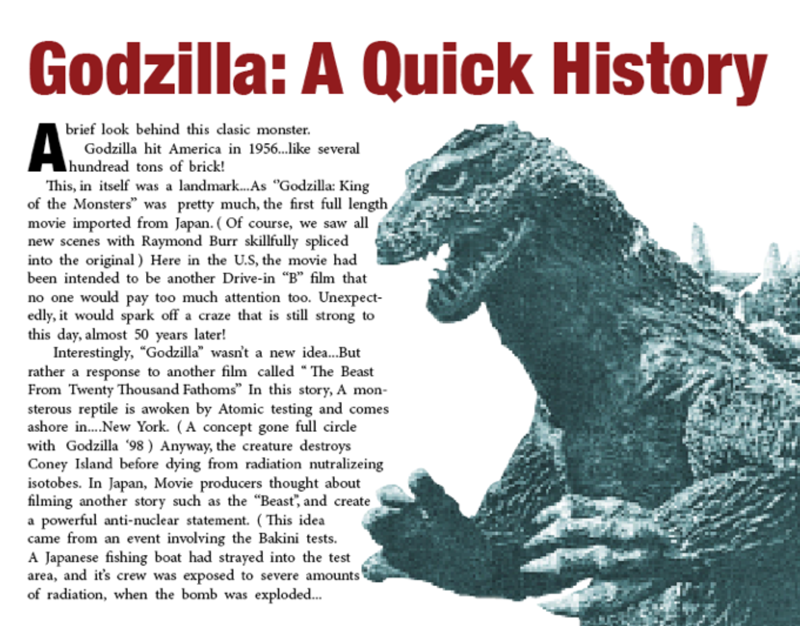 Godzilla: A Quick History
A brief look behind this clasic monster.
Godzilla hit America in 1956...like several
hundread tons of brick!
This, in itself was a landmark...As "Godzilla: King
of the Monsters" was pretty much, the first full length
movie imported from Japan. ( Of course, we saw all
new scenes with Raymond Burr skillfully spliced
into the original ) Here in the U.S, the movie had
been intended to be another Drive-in "B" film that
no one would pay too much attention too. Unexpect-
edly, it would spark off a craze that is still strong to
this day, almost 50 years later!
Interestingly, "Godzilla" wasn't a new idea...But
rather a response to another film called " The Beast
From Twenty Thousand Fathoms" In this story, A mon-
sterous reptile is awoken by Atomic testing and comes
ashore in....New York. ( A concept gone full circle
with Godzilla '98 ) Anyway, the creature destroys
Coney Island before dying from radiation nutralizeing
isotobes. In Japan, Movie producers thought about
filming another story such as the "Beast", and create
a powerful anti-nuclear statement. ( This idea
came from an event involving the Bakini tests.
A Japanese fishing boat had strayed into the test
area, and it's crew was exposed to severe amounts
of radiation, when the bomb was exploded...